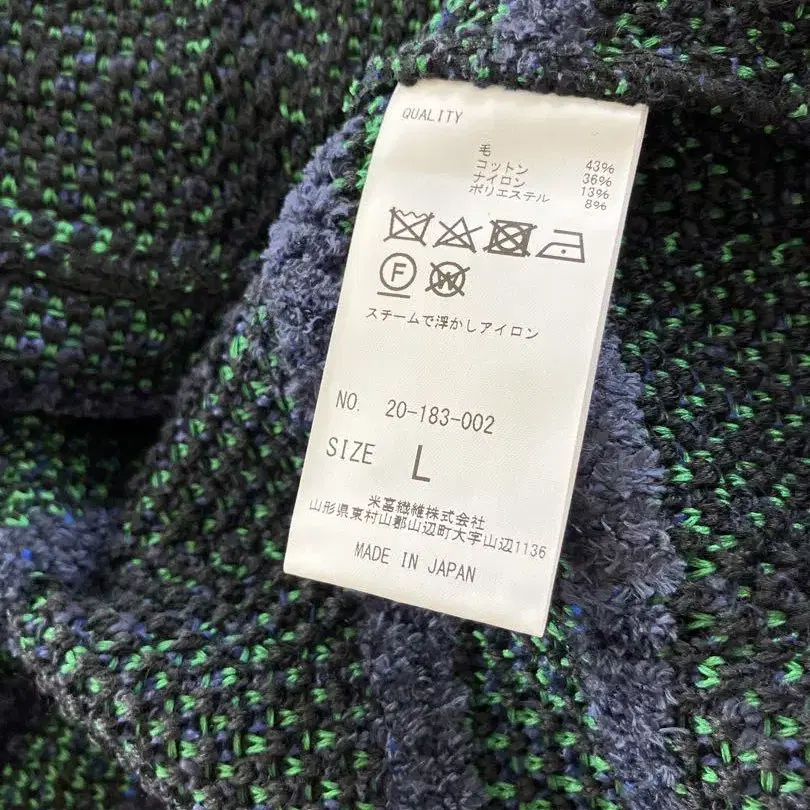 QUALITY
毛 43%
コットン 36%
ナイロン 13%
ポリエステル 8%
F
W
スチームで浮かしアイロン
NO. 20-183-002
SIZE L
米富繊維株式会社
山形県東村山郡山辺町大字山辺1136
MADE IN JAPAN